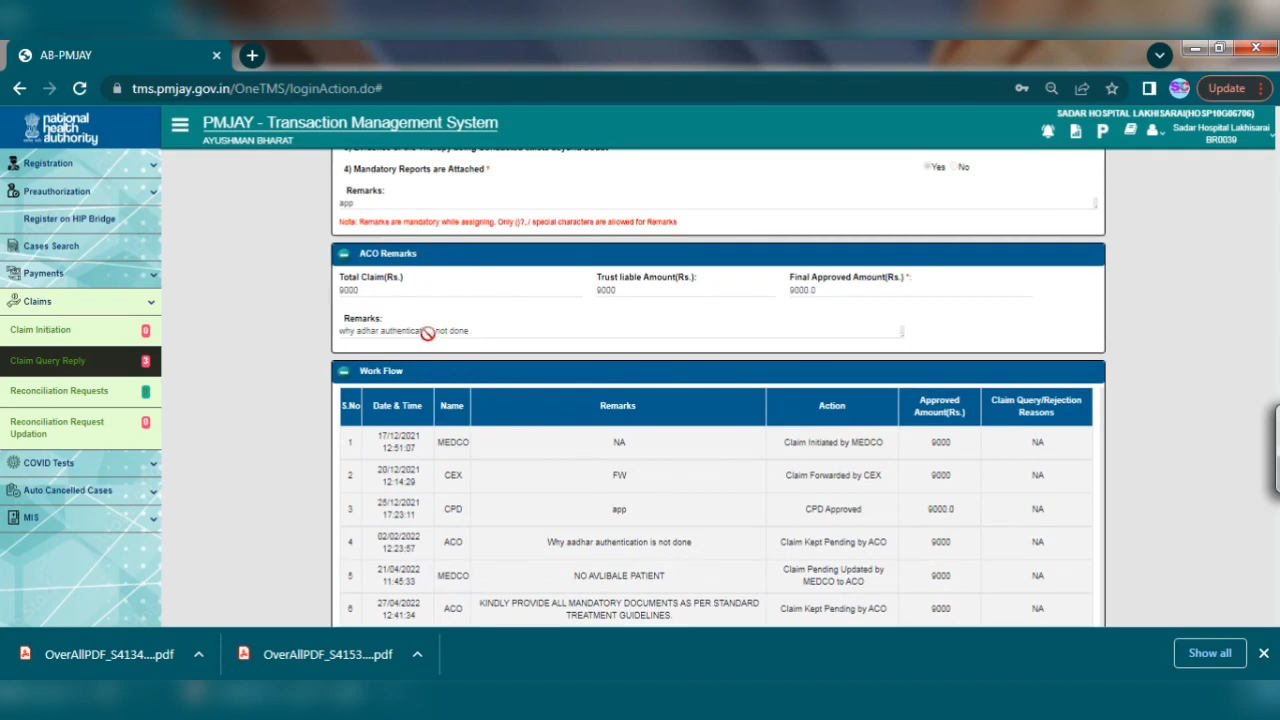 AB-PMJAY
tms.pmjay.gov.in/OneTMS/loginAction.do#
Update
national
health
authority
PMJAY - Transaction Management System
AYUSHMAN BHARAT
SADAR HOSPITAL LAKHISARAI(HOSP10G06706)
Sadar Hospital Lakhisarai
BR0039
Registration
Preauthorization
Register on HIP Bridge
Cases Search
Payments
Claims
Claim Initiation 0
Claim Query Reply 3
Reconciliation Requests
Reconciliation Request
Updation 0
COVID Tests
Auto Cancelled Cases
MIS
4) Mandatory Reports are Attached *
Yes No
Remarks:
app
Note: Remarks are mandatory while assigning. Only ()?,./ special characters are allowed for Remarks
ACO Remarks
Total Claim(Rs.) Trust liable Amount(Rs.): Final Approved Amount(Rs.) *:
9000 9000 9000.0
Remarks:
why adhar not done
Work Flow
S.No Date & Time Name Remarks Action Approved Amount(Rs.) Claim Query/Rejection Reasons
1 17/12/2021 12:51:07 MEDCO NA Claim Initiated by MEDCO 9000 NA
2 20/12/2021 12:14:29 CEX FW Claim Forwarded by CEX 9000 NA
3 25/12/2021 17:23:11 CPD app CPD Approved 9000.0 NA
4 02/02/2022 12:23:57 ACO Why aadhar authentication is not done Claim Kept Pending by ACO 9000 NA
5 21/04/2022 11:45:33 MEDCO NO AVLIBALE PATIENT Claim Pending Updated by MEDCO to ACO 9000 NA
6 27/04/2022 12:41:34 ACO KINDLY PROVIDE ALL MANDATORY DOCUMENTS AS PER STANDARD TREATMENT GUIDELINES. Claim Kept Pending by ACO 9000 NA
OverAllPDF_S4134....pdf
OverAllPDF_S4153....pdf
Show all